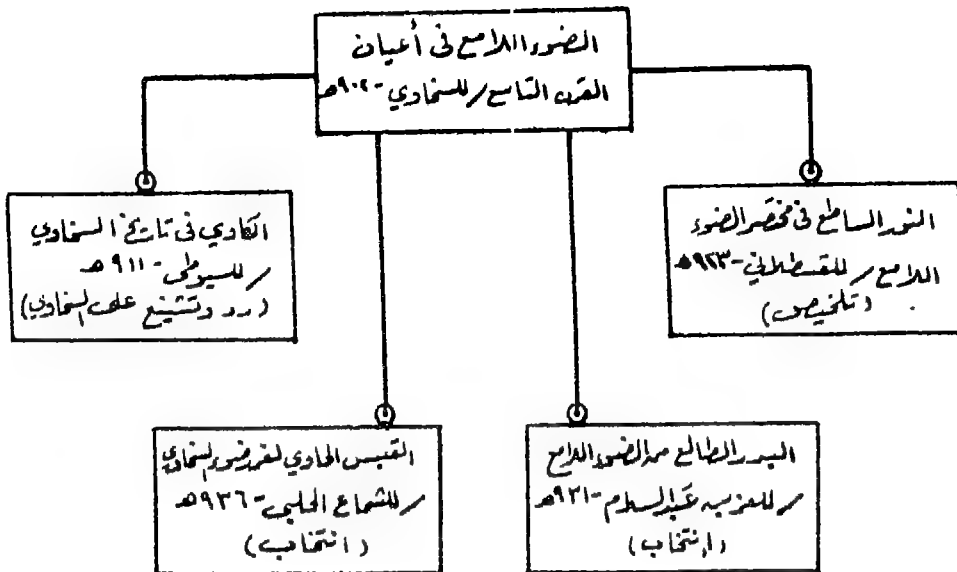 الضوء اللامع في أعيان
القرن التاسع / للسخاوي - ٩٠٢هـ
النور الساطع في مختصر الضوء
اللامع / للقسطلاني - ٩٢٣هـ
(تلخيص)
الكاوي في تاريخ السخاوي
/ للسيوطي - ٩١١هـ
(رد وتشنيع على السخاوي)
البدر الطالع من الضوء اللامع
/ للعز بن عبد السلام - ٩٣١هـ
(انتخاب)
القبس الحاوي لغرر ضوء السخاوي
/ للشماع الحلبي - ٩٣٦هـ
(انتخاب)